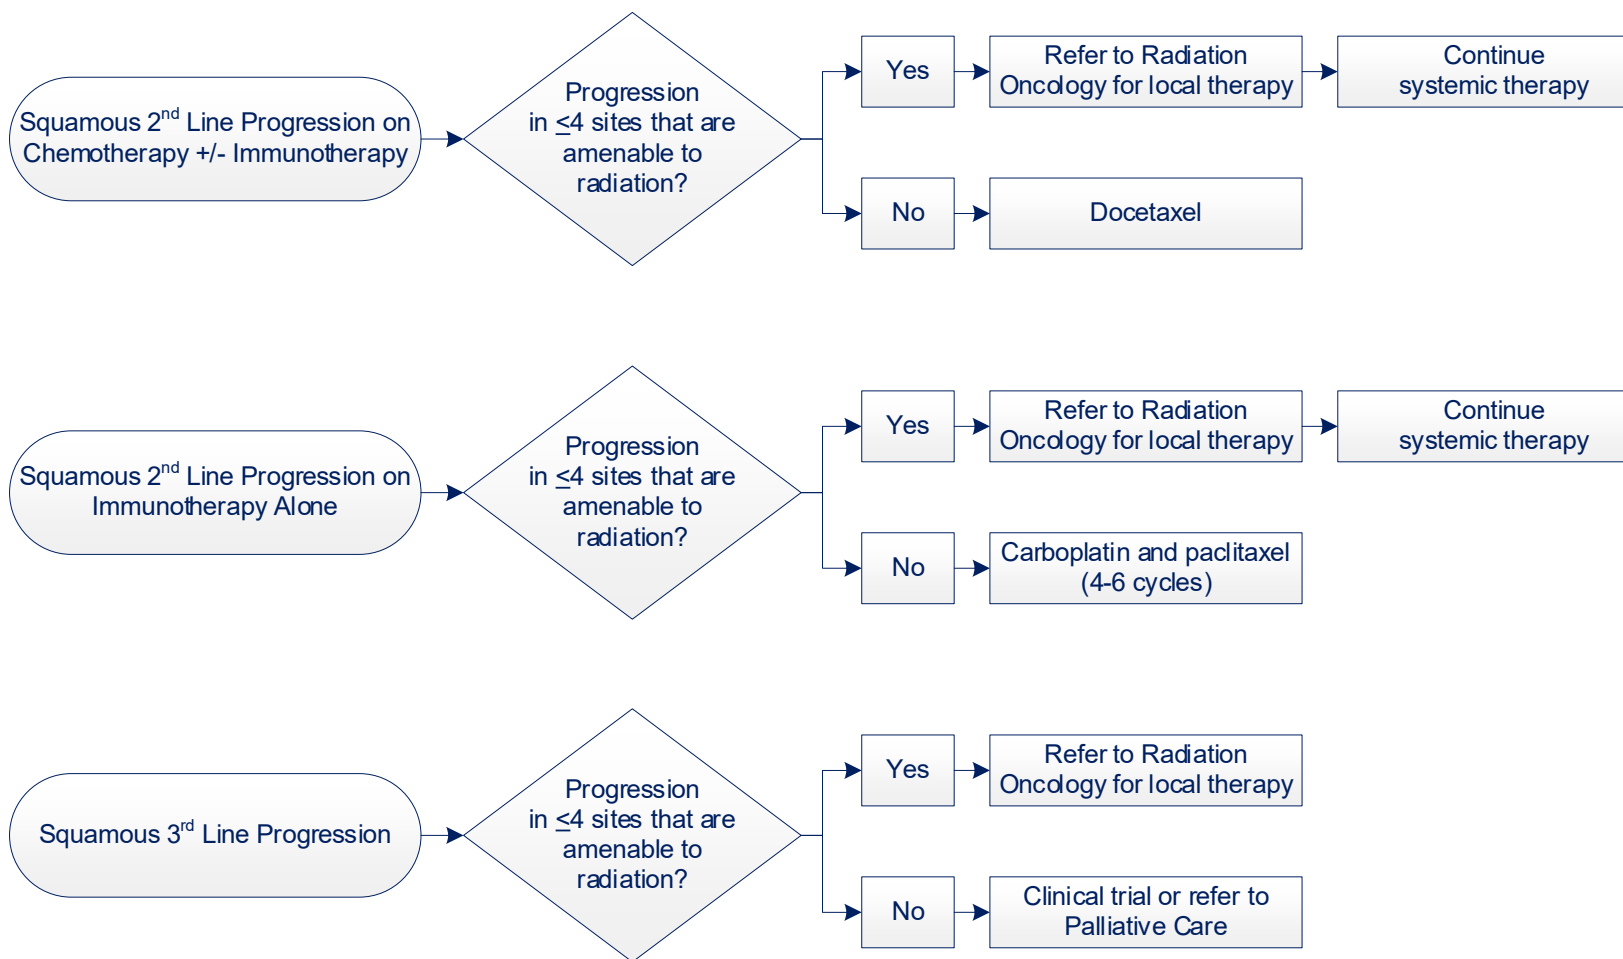 Squamous 2nd Line Progression on
Chemotherapy +/- Immunotherapy
Progression
in ≤4 sites that are
amenable to
radiation?
Yes
Refer to Radiation
Oncology for local therapy
Continue
systemic therapy
No
Docetaxel
Squamous 2nd Line Progression on
Immunotherapy Alone
Progression
in ≤4 sites that are
amenable to
radiation?
Yes
Refer to Radiation
Oncology for local therapy
Continue
systemic therapy
No
Carboplatin and paclitaxel
(4-6 cycles)
Squamous 3rd Line Progression
Progression
in ≤4 sites that are
amenable to
radiation?
Yes
Refer to Radiation
Oncology for local therapy
No
Clinical trial or refer to
Palliative Care